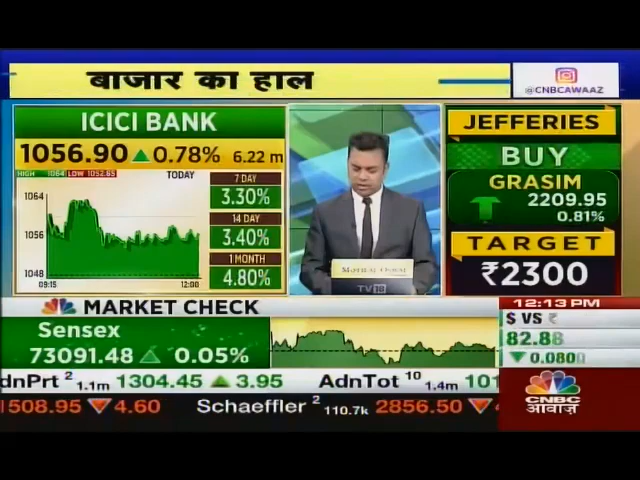 बाजार का हाल
@CNBCAWAAZ
ICICI BANK
1056.90 0.78% 6.22 m
HIGH 1064 LOW 1052.65 TODAY
1064
1056
1048
09:15 12:00
7 DAY
3.30%
14 DAY
3.40%
1 MONTH
4.80%
TV18
JEFFERIES
BUY
GRASIM
2209.95
0.81%
TARGET
₹2300
MARKET CHECK
Sensex
73091.48 0.05%
12:13 PM
$ VS ₹
82.88
0.0800
dnPrt 2 1.1m 1304.45 3.95 AdnTot 10 1.4m 101
1508.95 4.60 Schaeffler 2 110.7k 2856.50 4
CNBC
आवाज़